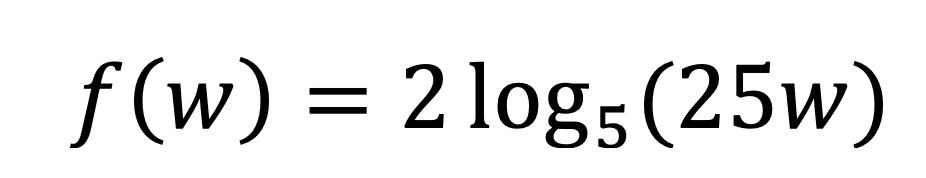 f(w) = 2 log₅(25w)